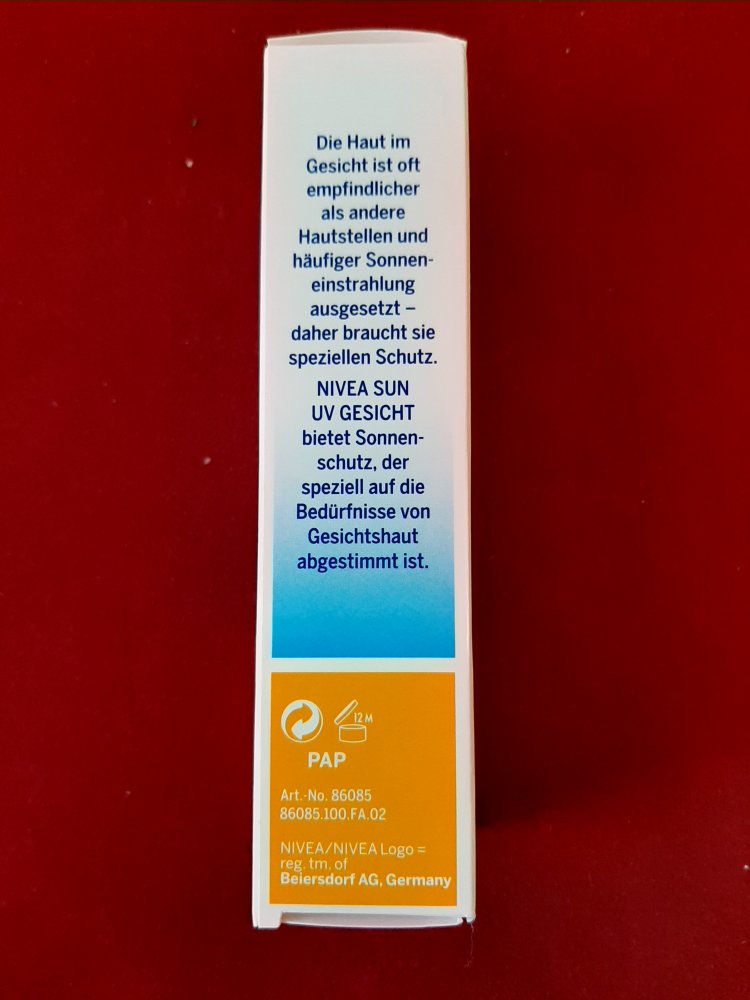 Die Haut im
Gesicht ist oft
empfindlicher
als andere
Hautstellen und
häufiger Sonnen-
einstrahlung
ausgesetzt –
daher braucht sie
speziellen Schutz.
NIVEA SUN
UV GESICHT
bietet Sonnen-
schutz, der
speziell auf die
Bedürfnisse von
Gesichtshaut
abgestimmt ist.
12 M
PAP
Art.-No. 86085
86085.100.FA.02
NIVEA/NIVEA Logo =
reg. tm. of
Beiersdorf AG, Germany